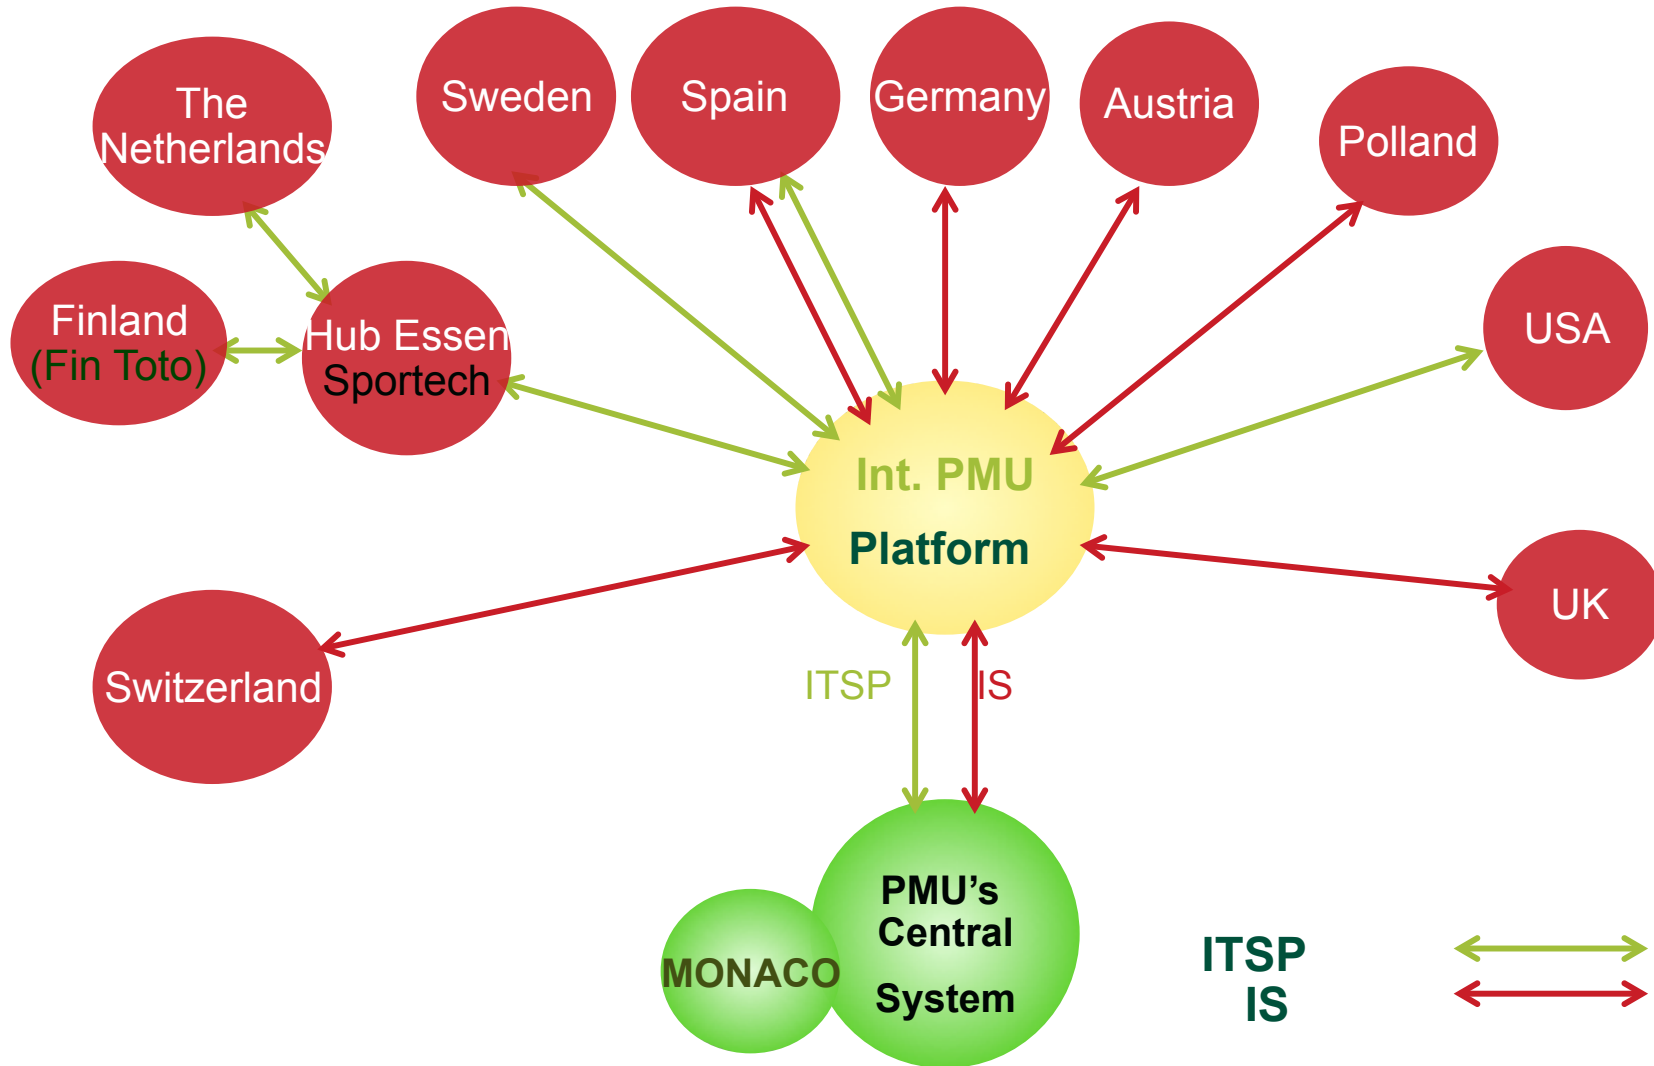 The
Netherlands
Sweden
Spain
Germany
Austria
Polland
Finland
(Fin Toto)
Hub Essen
Sportech
USA
Int. PMU
Platform
UK
Switzerland
ITSP
IS
PMU’s
Central
System
MONACO
ITSP
IS